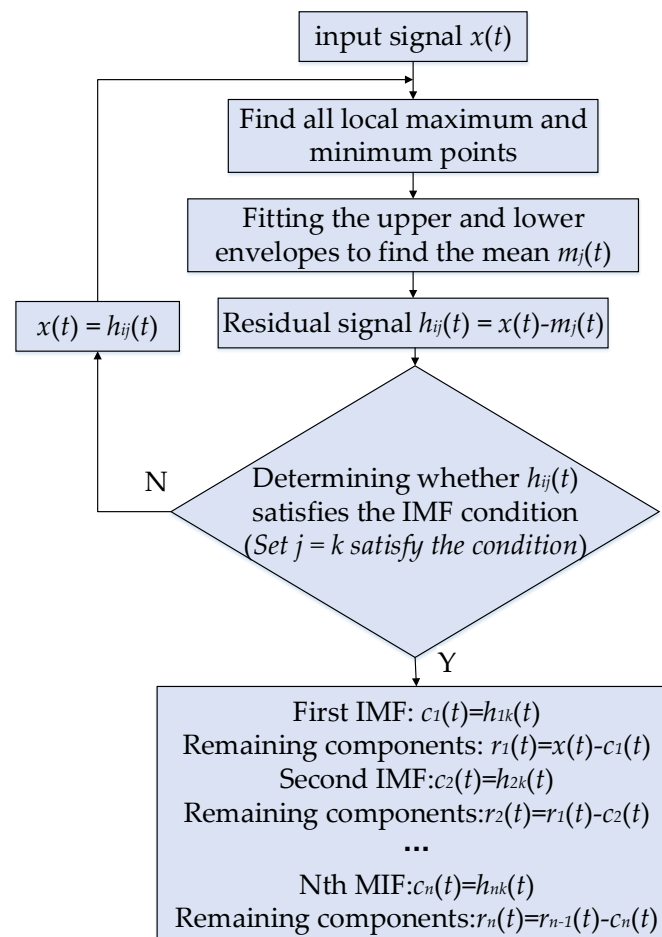 input signal x(t)
Find all local maximum and
minimum points
Fitting the upper and lower
envelopes to find the mean mj(t)
x(t) = hij(t)
Residual signal hij(t) = x(t)-mj(t)
N
Determining whether hij(t)
satisfies the IMF condition
(Set j = k satisfy the condition)
Y
First IMF: c1(t)=h1k(t)
Remaining components: r1(t)=x(t)-c1(t)
Second IMF:c2(t)=h2k(t)
Remaining components:r2(t)=r1(t)-c2(t)
...
Nth MIF:cn(t)=hnk(t)
Remaining components:rn(t)=rn-1(t)-cn(t)